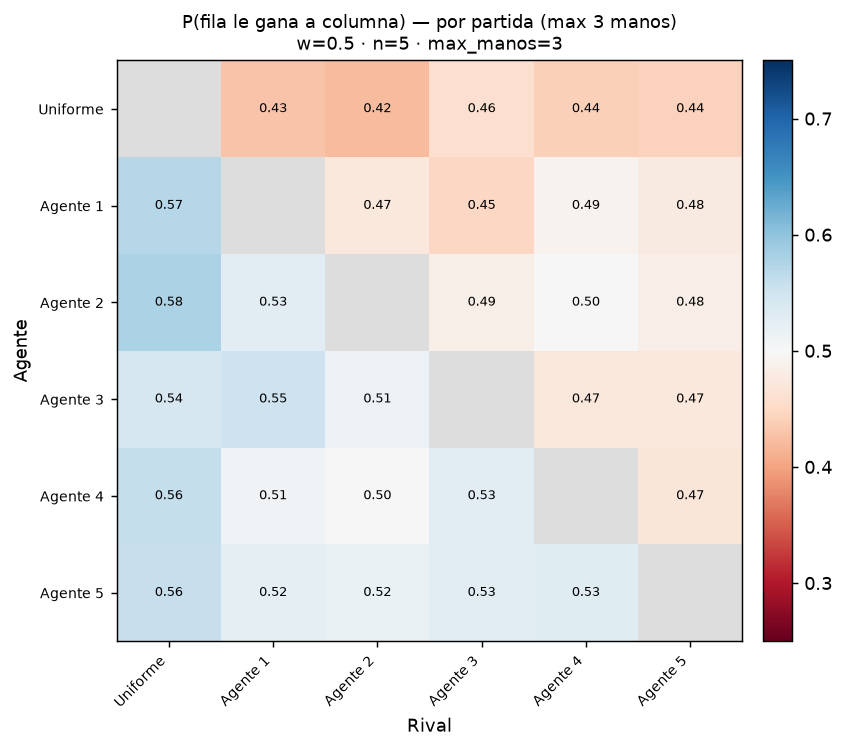 P(fila le gana a columna) — por partida (max 3 manos)
w=0.5 · n=5 · max_manos=3
Uniforme 0.43 0.42 0.46 0.44 0.44
Agente 1 0.57 0.47 0.45 0.49 0.48
Agente 2 0.58 0.53 0.49 0.50 0.48
Agente 3 0.54 0.55 0.51 0.47 0.47
Agente 4 0.56 0.51 0.50 0.53 0.47
Agente 5 0.56 0.52 0.52 0.53 0.53
Agente
Uniforme Agente 1 Agente 2 Agente 3 Agente 4 Agente 5
Rival
0.7
0.6
0.5
0.4
0.3